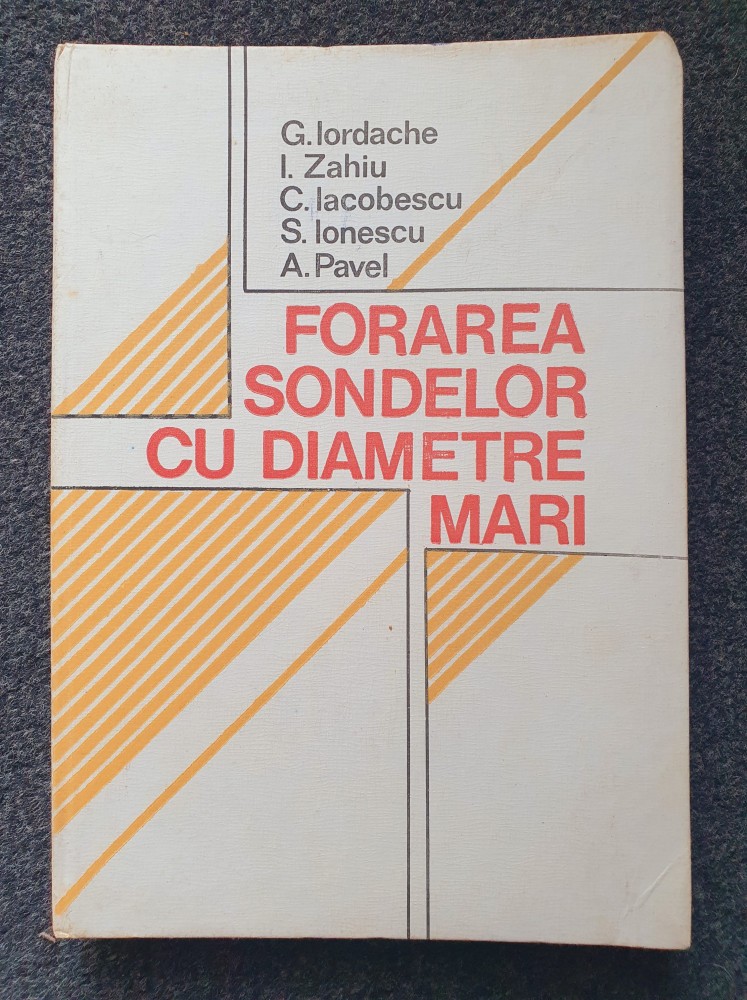 G.Iordache
I. Zahiu
C. Iacobescu
S. Ionescu
A. Pavel
FORAREA
SONDELOR
CU DIAMETRE
MARI